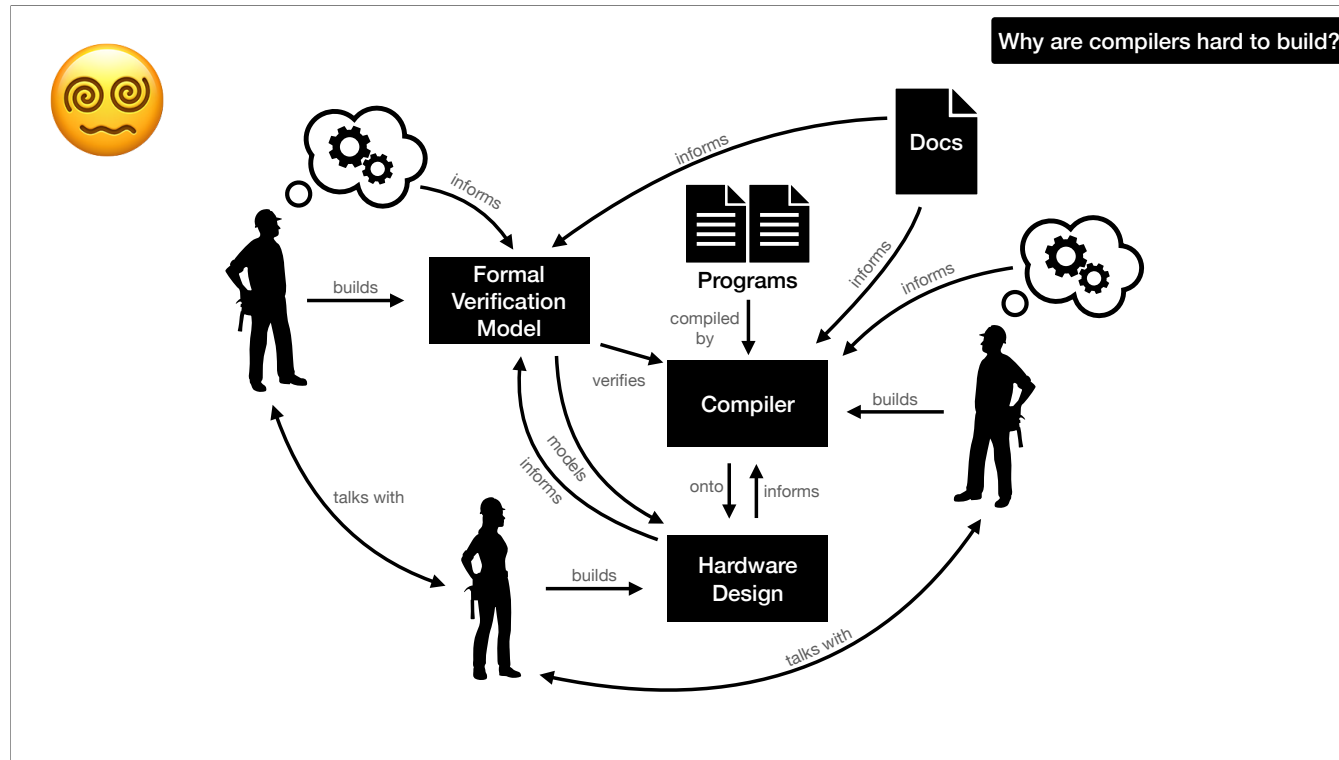 Why are compilers hard to build?
Docs
informs
informs
Programs
informs
informs
Formal
Verification
Model
builds
compiled
by
verifies
Compiler
builds
models
informs
onto
informs
talks with
Hardware
Design
builds
talks with